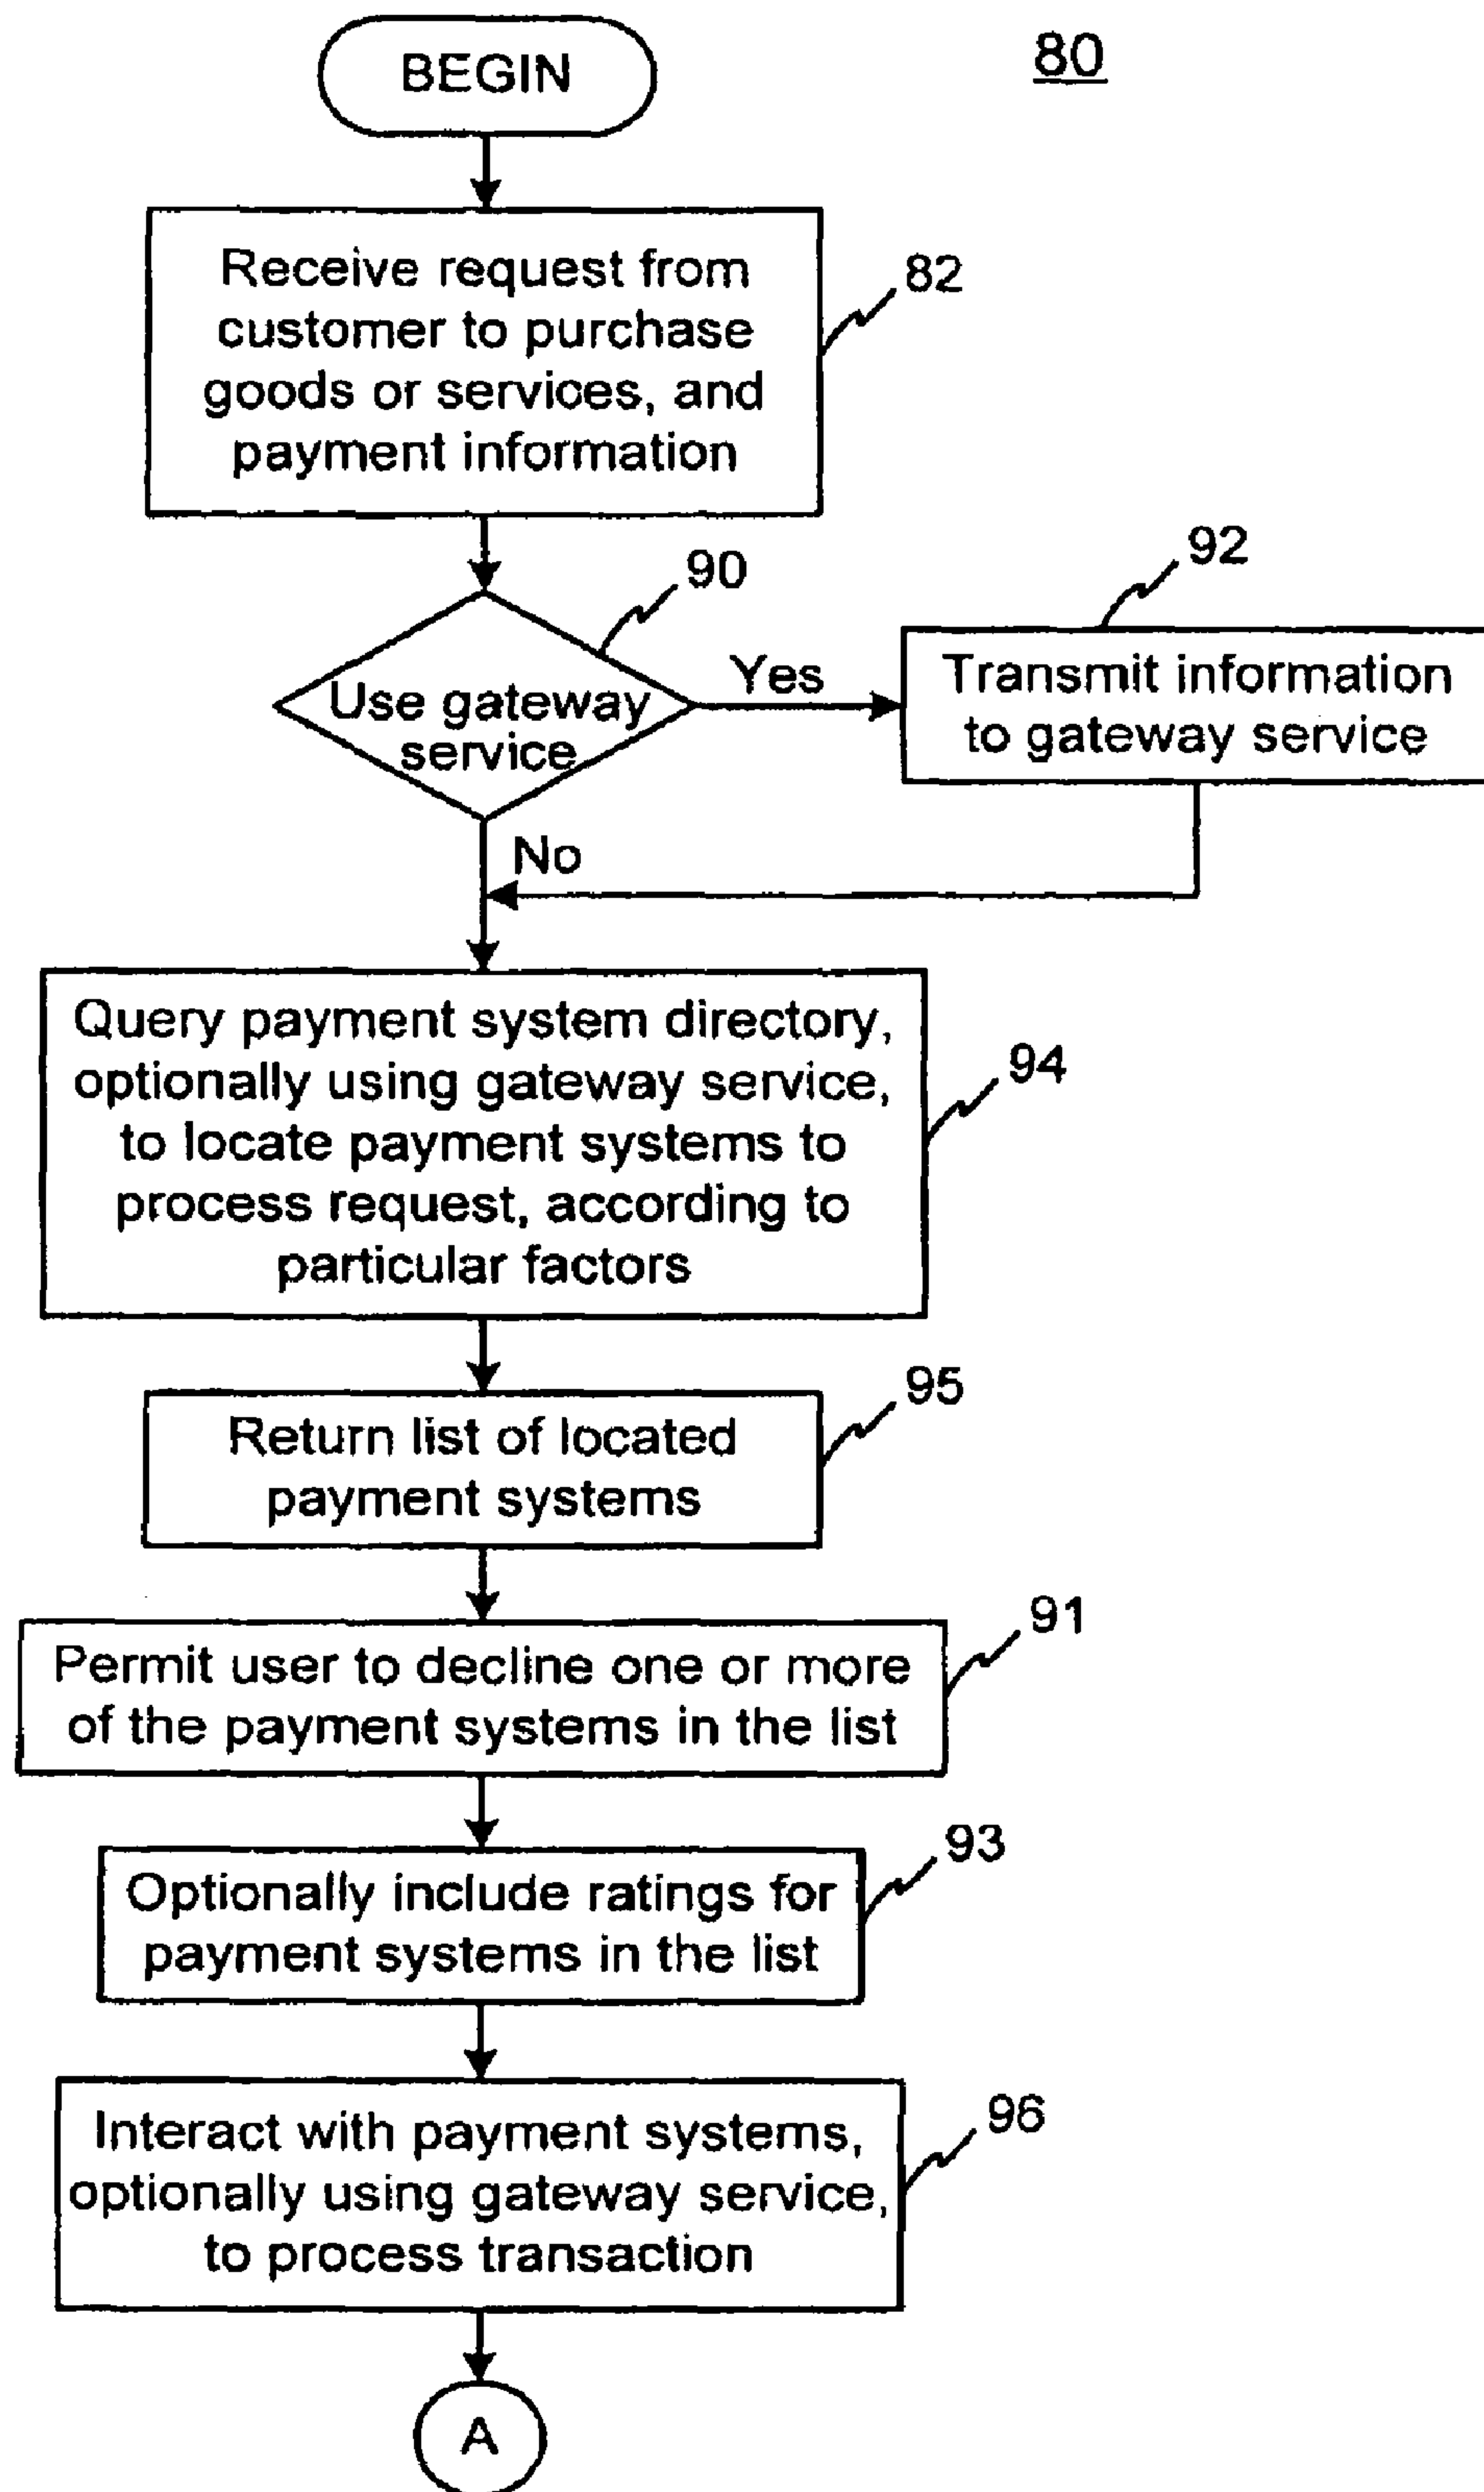 BEGIN
80
Receive request from
customer to purchase
goods or services, and
payment information
82
90
Use gateway
service
Yes
92
Transmit information
to gateway service
No
Query payment system directory,
optionally using gateway service,
to locate payment systems to
process request, according to
particular factors
94
Return list of located
payment systems
95
Permit user to decline one or more
of the payment systems in the list
91
Optionally include ratings for
payment systems in the list
93
Interact with payment systems,
optionally using gateway service,
to process transaction
96
A